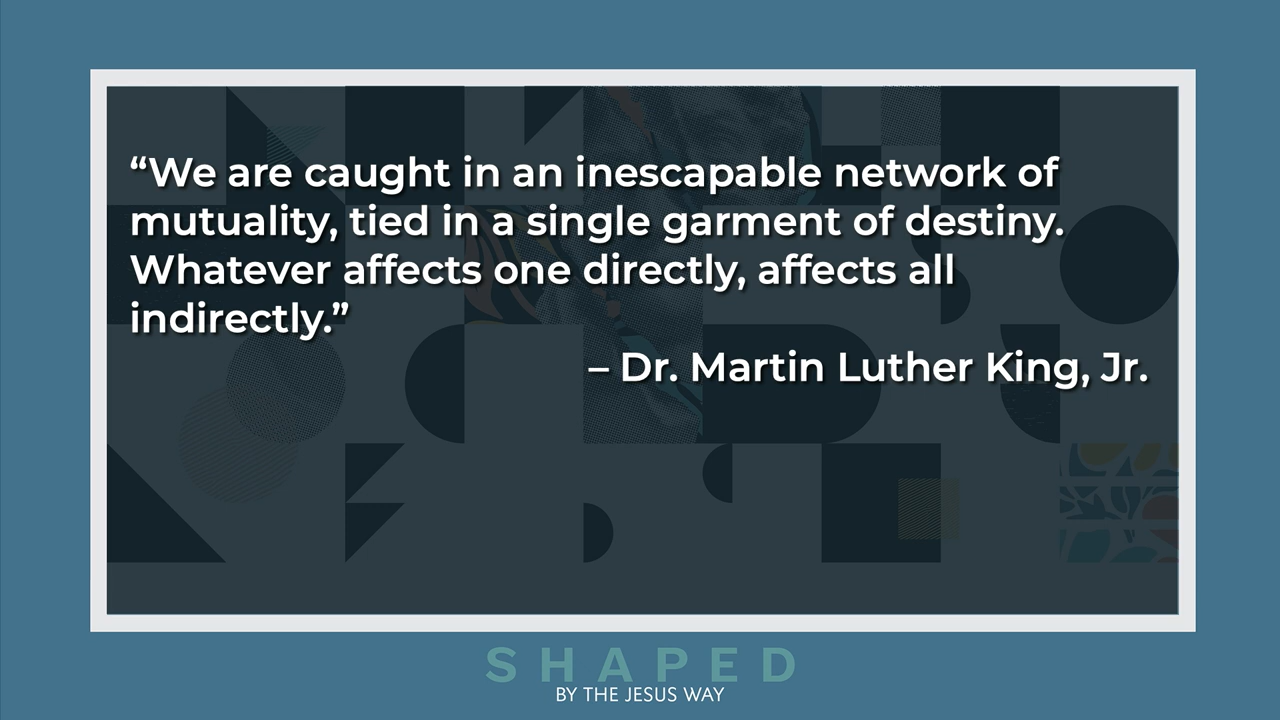 “We are caught in an inescapable network of
mutuality, tied in a single garment of destiny.
Whatever affects one directly, affects all
indirectly.”
– Dr. Martin Luther King, Jr.
SHAPED
BY THE JESUS WAY